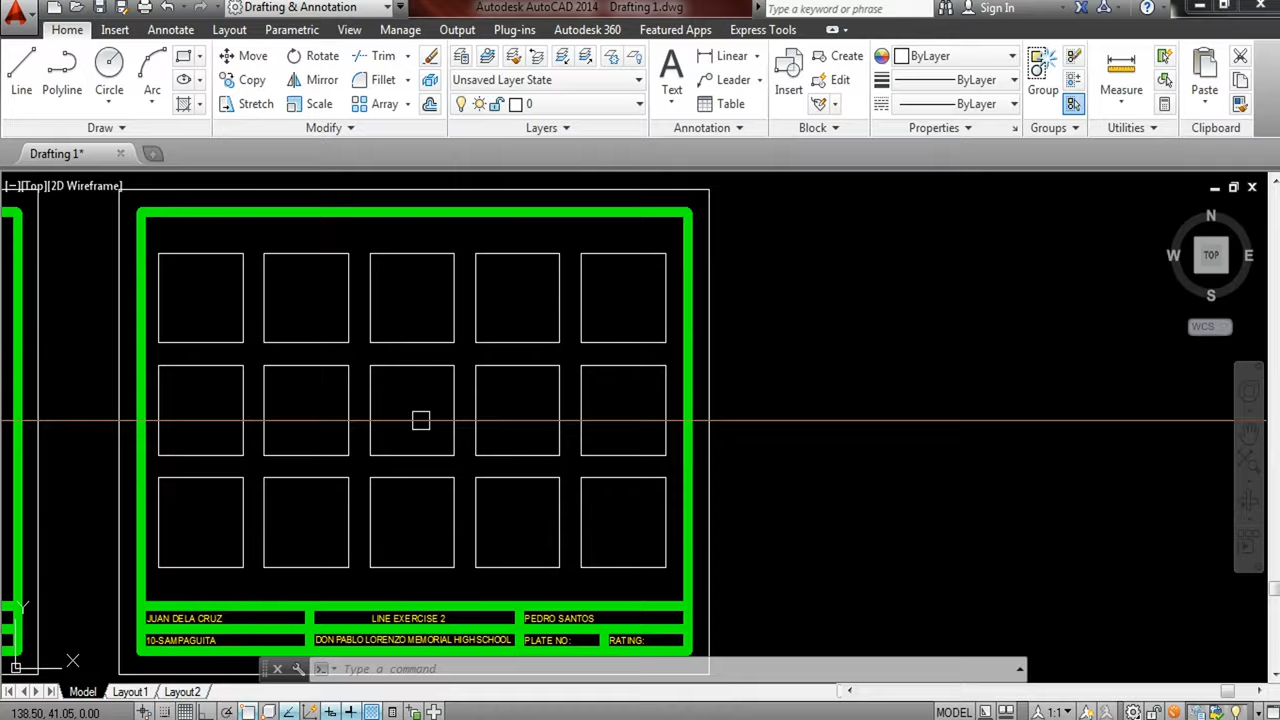 Drafting & Annotation
Autodesk AutoCAD 2014 Drafting 1.dwg
Type a keyword or phrase
Sign In
Home Insert Annotate Layout Parametric View Manage Output Plug-ins Autodesk 360 Featured Apps Express Tools
Line Polyline Circle Arc
Move Rotate Trim
Copy Mirror Fillet
Stretch Scale Array
Unsaved Layer State
0
Text Linear
Leader
Table
Insert Create
Edit
ByLayer
ByLayer
ByLayer
Group Measure Paste
Draw Modify Layers Annotation Block Properties Groups Utilities Clipboard
Drafting 1*
[−][Top][2D Wireframe]
N
W TOP E
S
WCS
JUAN DELA CRUZ LINE EXERCISE 2 PEDRO SANTOS
10-SAMPAGUITA DON PABLO LORENZO MEMORIAL HIGH SCHOOL PLATE NO: RATING:
Y
X
Type a command
Model Layout1 Layout2
138.50, 41.05, 0.00
MODEL 1:1